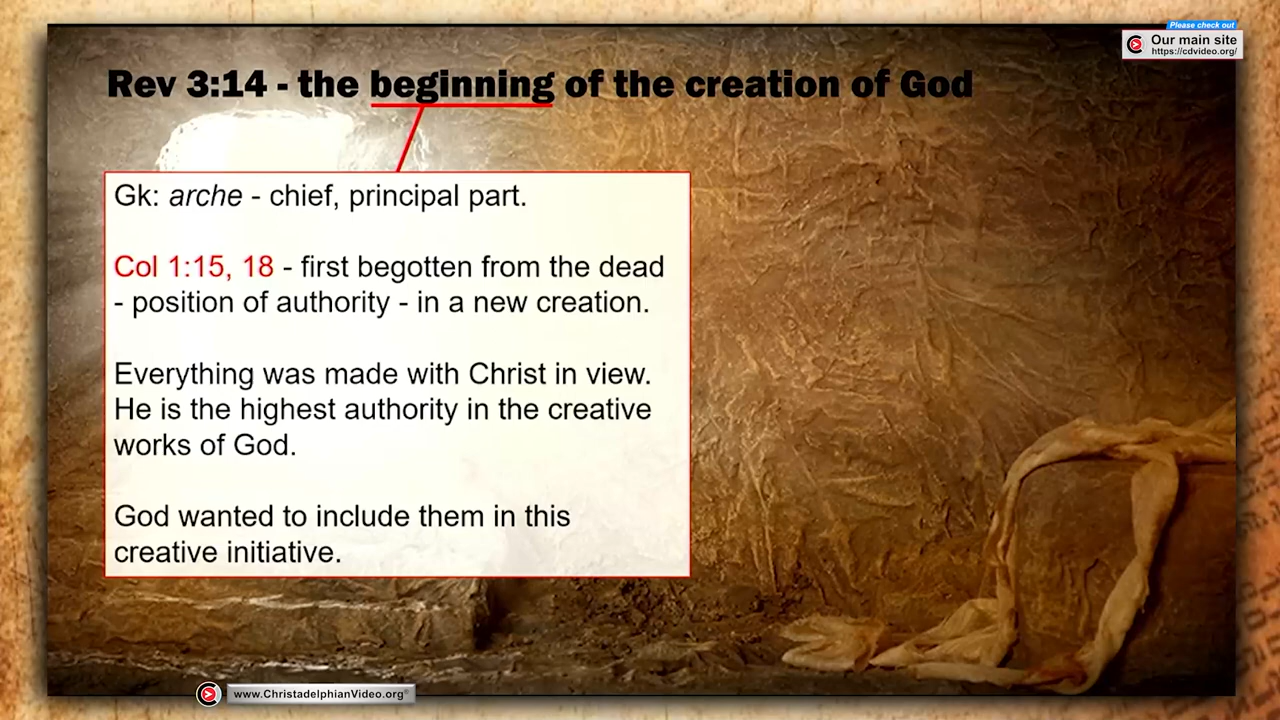 Please check out
Our main site
https://cdvideo.org/
Rev 3:14 - the beginning of the creation of God
Gk: arche - chief, principal part.
Col 1:15, 18 - first begotten from the dead
- position of authority - in a new creation.
Everything was made with Christ in view.
He is the highest authority in the creative
works of God.
God wanted to include them in this
creative initiative.
www.ChristadelphianVideo.org